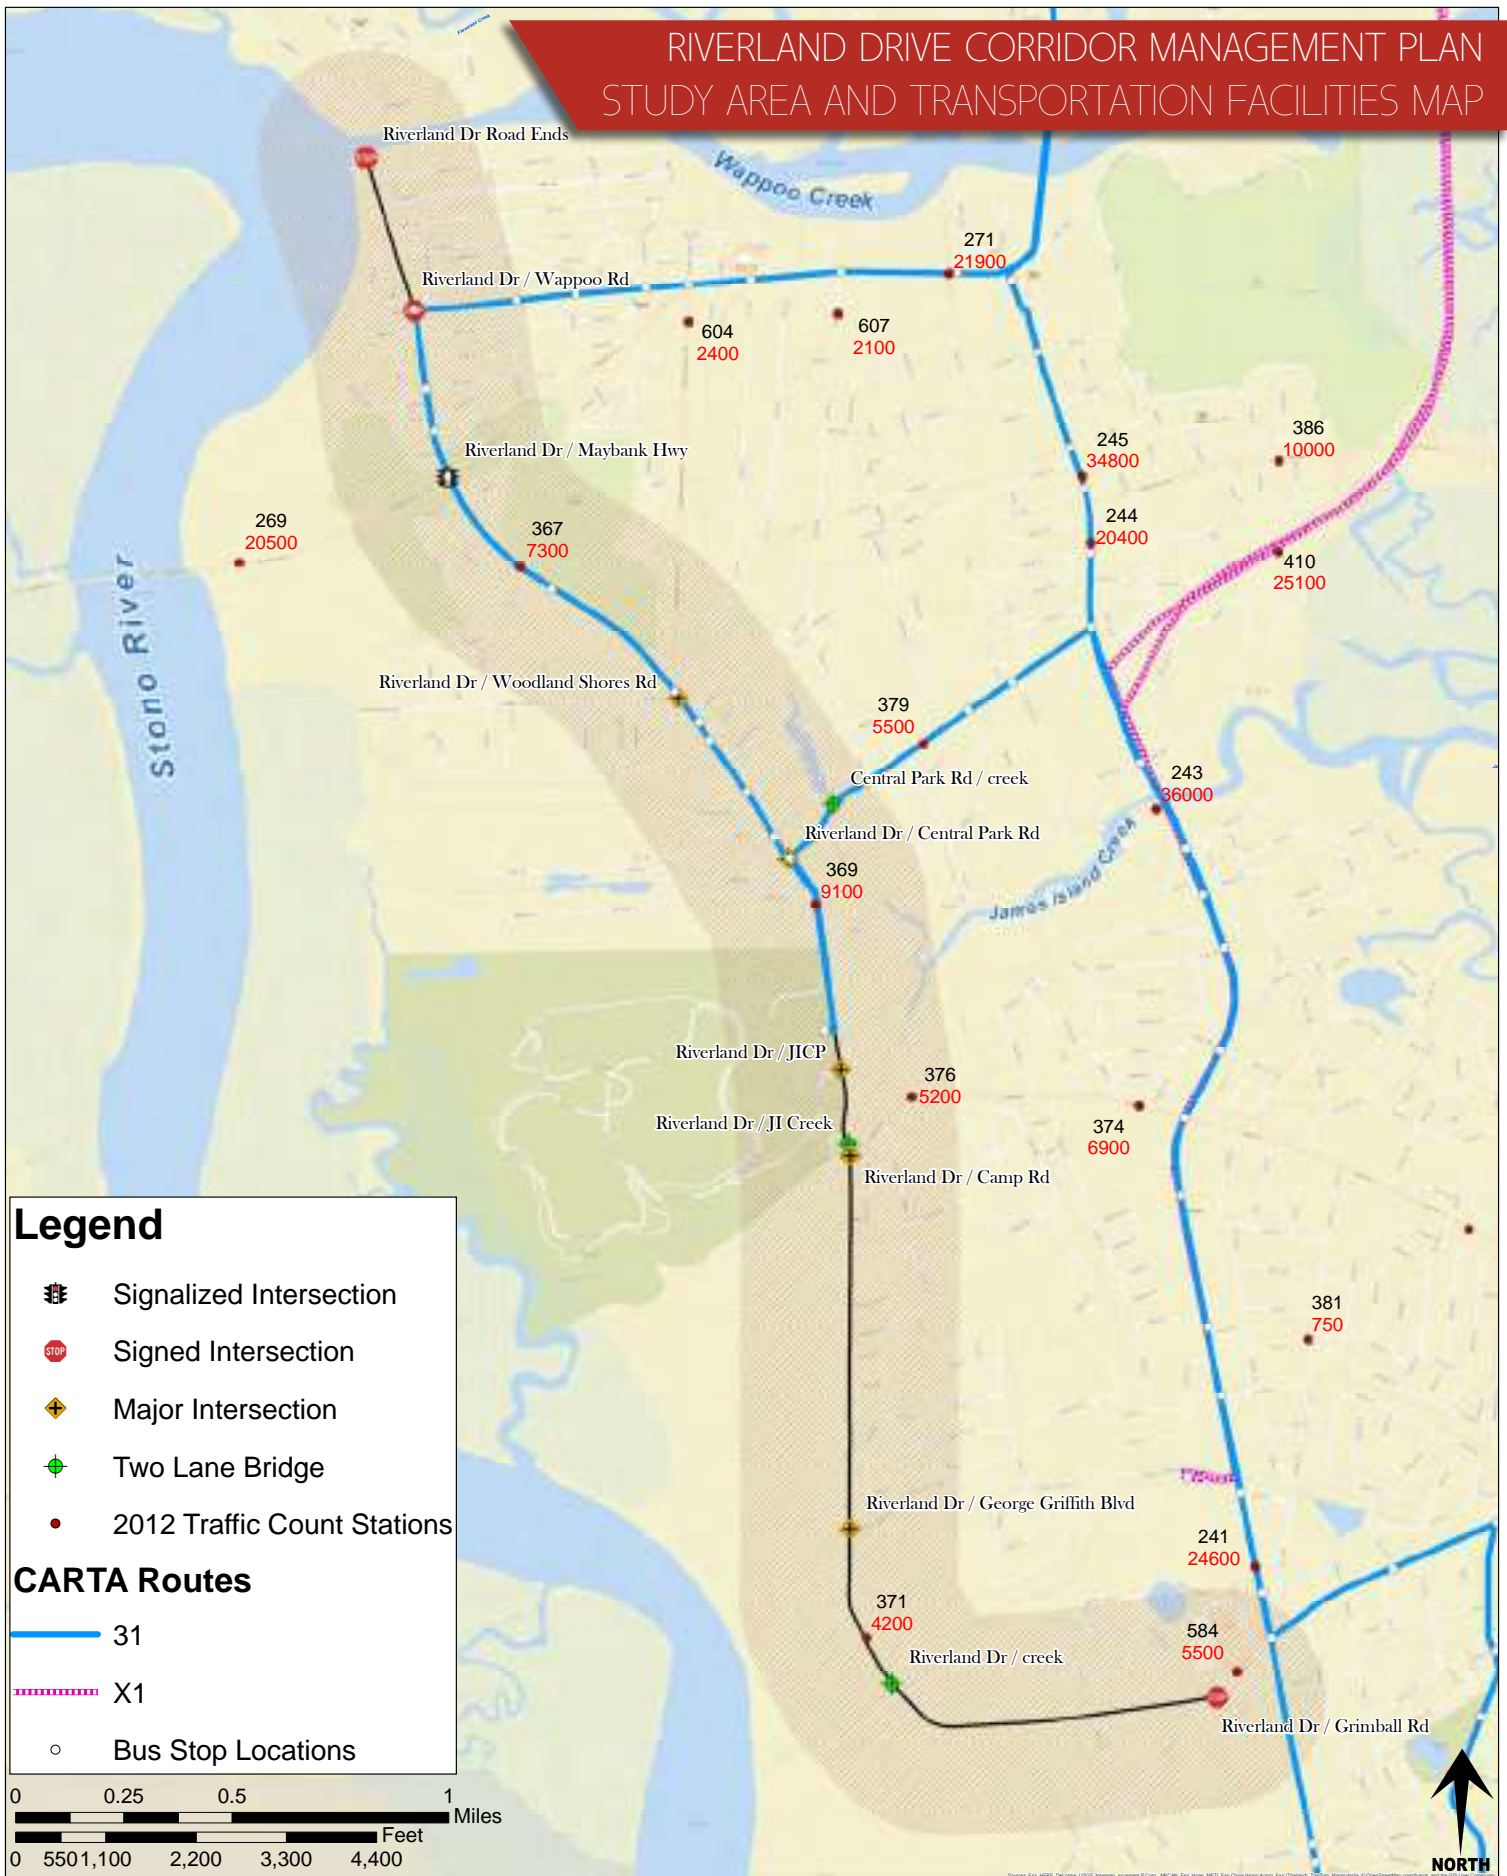 RIVERLAND DRIVE CORRIDOR MANAGEMENT PLAN
STUDY AREA AND TRANSPORTATION FACILITIES MAP
Riverland Dr Road Ends
Wappoo Creek
271
21900
Riverland Dr / Wappoo Rd
604
2400
607
2100
Riverland Dr / Maybank Hwy
245
34800
386
10000
269
20500
367
7300
244
20400
410
25100
Stono River
Riverland Dr / Woodland Shores Rd
379
5500
Central Park Rd / creek
243
36000
Riverland Dr / Central Park Rd
369
9100
James Island Creek
Riverland Dr / JICP
376
5200
Riverland Dr / JI Creek
374
6900
Riverland Dr / Camp Rd
381
750
Riverland Dr / George Griffith Blvd
241
24600
371
4200
584
5500
Riverland Dr / creek
Riverland Dr / Grimball Rd
Legend
Signalized Intersection
STOP
Signed Intersection
Major Intersection
Two Lane Bridge
2012 Traffic Count Stations
CARTA Routes
31
X1
Bus Stop Locations
0 0.25 0.5 1
Miles
Feet
0 550 1,100 2,200 3,300 4,400
NORTH